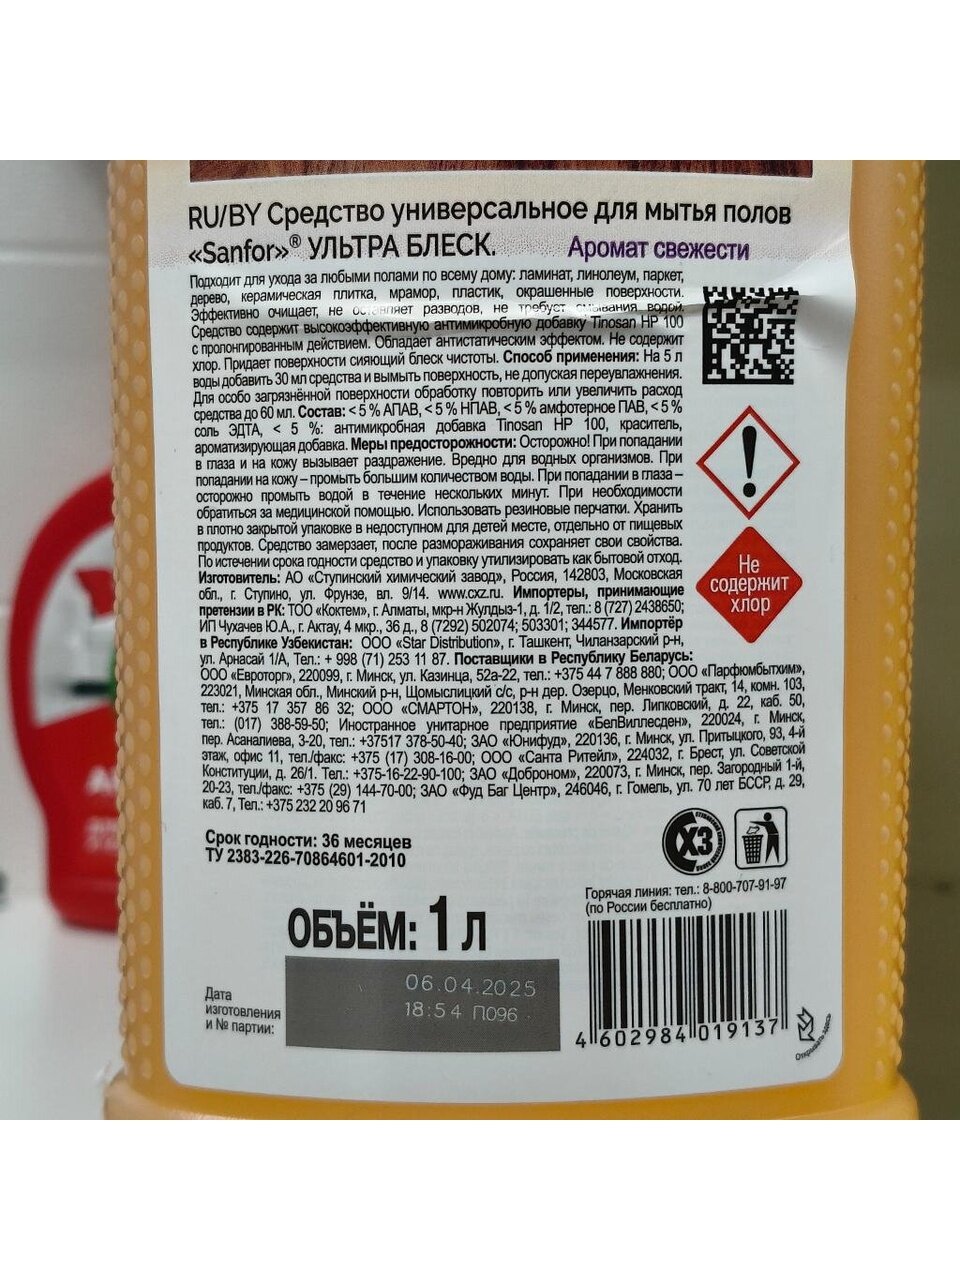 RU/BY Средство универсальное для мытья полов
«Sanfor»® УЛЬТРА БЛЕСК. Аромат свежести
Подходит для ухода за любыми полами по всему дому: ламинат, линолеум, паркет,
дерево, керамическая плитка, мрамор, пластик, окрашенные поверхности.
Эффективно очищает, не оставляет разводов, не требует смывания водой.
Средство содержит высокоэффективную антимикробную добавку Tinosan HP 100
с пролонгированным действием. Обладает антистатическим эффектом. Не содержит
хлор. Придает поверхности сияющий блеск чистоты. Способ применения: На 5 л
воды добавить 30 мл средства и вымыть поверхность, не допуская переувлажнения.
Для особо загрязнённой поверхности обработку повторить или увеличить расход
средства до 60 мл. Состав: < 5 % АПАВ, < 5 % НПАВ, < 5 % амфотерное ПАВ, < 5 %
соль ЭДТА, < 5 %: антимикробная добавка Tinosan HP 100, краситель,
ароматизирующая добавка. Меры предосторожности: Осторожно! При попадании
в глаза и на кожу вызывает раздражение. Вредно для водных организмов. При
попадании на кожу – промыть большим количеством воды. При попадании в глаза –
осторожно промыть водой в течение нескольких минут. При необходимости
обратиться за медицинской помощью. Использовать резиновые перчатки. Хранить
в плотно закрытой упаковке в недоступном для детей месте, отдельно от пищевых
продуктов. Средство замерзает, после размораживания сохраняет свои свойства.
По истечении срока годности средство и упаковку утилизировать как бытовой отход.
Изготовитель: АО «Ступинский химический завод», Россия, 142803, Московская
обл., г. Ступино, ул. Фрунзе, вл. 9/14. www.cxz.ru. Импортеры, принимающие
претензии в РК: ТОО «Коктем», г. Алматы, мкр-н Жулдыз-1, д. 1/2, тел.: 8 (727) 2438650;
ИП Чухачев Ю.А., г. Актау, 4 мкр., 36 д., 8 (7292) 502074; 503301; 344577. Импортёр
в Республике Узбекистан: ООО «Star Distribution», г. Ташкент, Чиланзарский р-н,
ул. Арнасай 1/А, Тел.: + 998 (71) 253 11 87. Поставщики в Республику Беларусь:
ООО «Евроторг», 220099, г. Минск, ул. Казинца, 52а-22, тел.: +375 44 7 888 880; ООО «Парфюмбытхим»,
223021, Минская обл., Минский р-н, Щомыслицкий с/с, р-н дер. Озерцо, Менковский тракт, 14, комн. 103,
тел.: +375 17 357 86 32; ООО «СМАРТОН», 220138, г. Минск, пер. Липковский, д. 22, каб. 50,
тел.: (017) 388-59-50; Иностранное унитарное предприятие «БелВиллесден», 220024, г. Минск,
пер. Асаналиева, 3-20, тел.: +37517 378-50-40; ЗАО «Юнифуд», 220136, г. Минск, ул. Притыцкого, 93, 4-й
этаж, офис 11, тел./факс: +375 (17) 308-16-00; ООО «Санта Ритейл», 224032, г. Брест, ул. Советской
Конституции, д. 26/1. Тел.: +375-16-22-90-100; ЗАО «Доброном», 220073, г. Минск, пер. Загородный 1-й,
20-23, тел./факс: +375 (29) 144-70-00; ЗАО «Фуд Баг Центр», 246046, г. Гомель, ул. 70 лет БССР, д. 29,
каб. 7, Тел.: +375 232 20 96 71
Не
содержит
хлор
Срок годности: 36 месяцев
ТУ 2383-226-70864601-2010
ХЗ
Горячая линия: тел.: 8-800-707-91-97
(по России бесплатно)
ОБЪЁМ: 1 л
Дата
изготовления
и № партии:
06.04.2025
18:54 П096
4 602984 019137
Открывать здесь